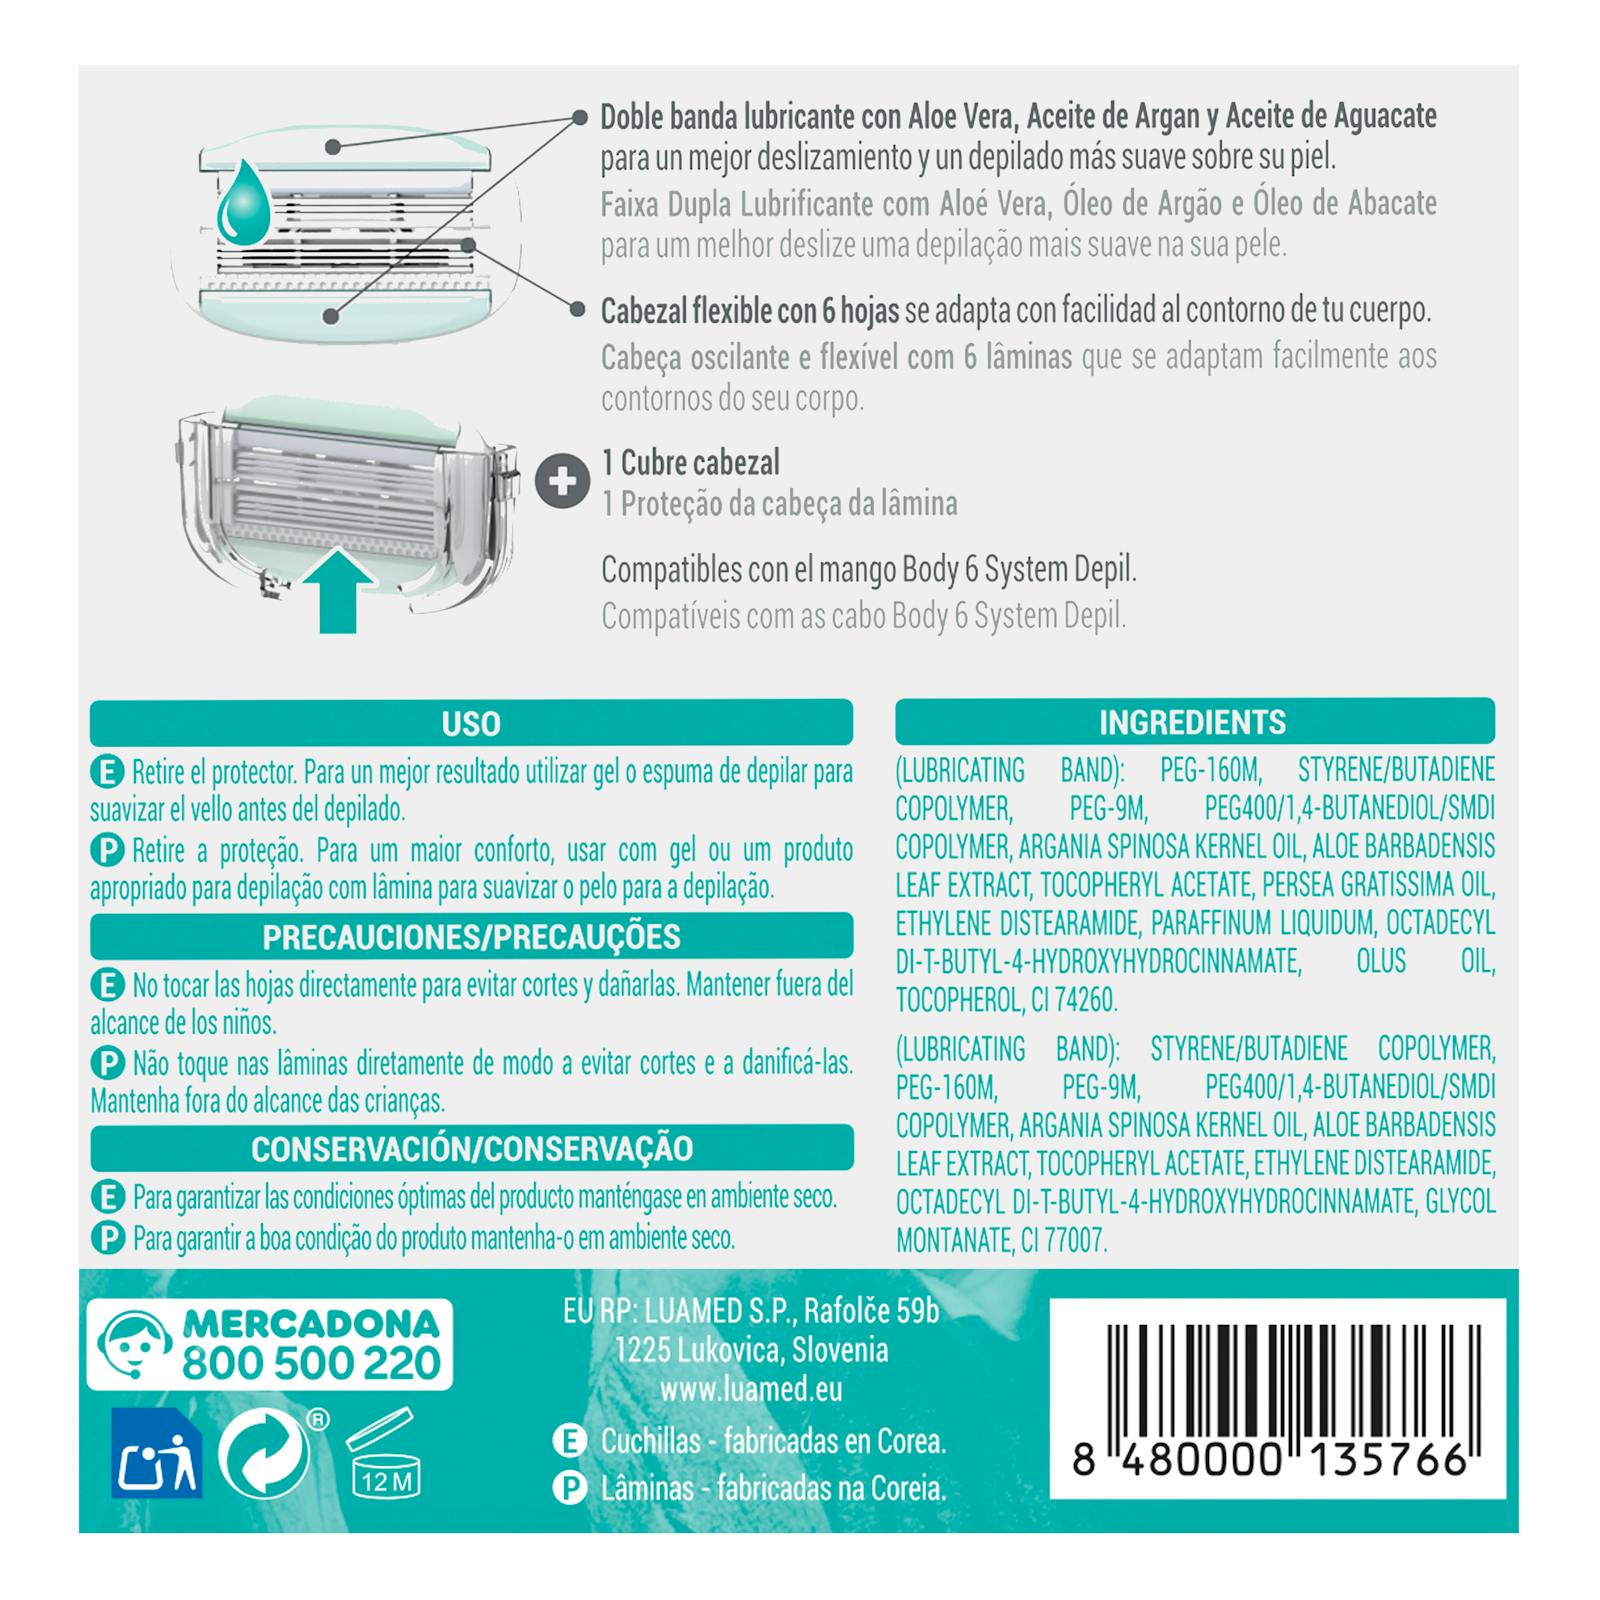 Doble banda lubricante con Aloe Vera, Aceite de Argan y Aceite de Aguacate
para un mejor deslizamiento y un depilado más suave sobre su piel.
Faixa Dupla Lubrificante com Aloé Vera, Óleo de Argão e Óleo de Abacate
para um melhor deslize uma depilação mais suave na sua pele.
Cabezal flexible con 6 hojas se adapta con facilidad al contorno de tu cuerpo.
Cabeça oscilante e flexível com 6 lâminas que se adaptam facilmente aos
contornos do seu corpo.
1 Cubre cabezal
1 Proteção da cabeça da lâmina
Compatibles con el mango Body 6 System Depil.
Compatíveis com as cabo Body 6 System Depil.
USO
E Retire el protector. Para un mejor resultado utilizar gel o espuma de depilar para
suavizar el vello antes del depilado.
P Retire a proteção. Para um maior conforto, usar com gel ou um produto
apropriado para depilação com lâmina para suavizar o pelo para a depilação.
PRECAUCIONES/PRECAUÇÕES
E No tocar las hojas directamente para evitar cortes y dañarlas. Mantener fuera del
alcance de los niños.
P Não toque nas lâminas diretamente de modo a evitar cortes e a danificá-las.
Mantenha fora do alcance das crianças.
CONSERVACIÓN/CONSERVAÇÃO
E Para garantizar las condiciones óptimas del producto manténgase en ambiente seco.
P Para garantir a boa condição do produto mantenha-o em ambiente seco.
INGREDIENTS
(LUBRICATING BAND): PEG-160M, STYRENE/BUTADIENE
COPOLYMER, PEG-9M, PEG400/1,4-BUTANEDIOL/SMDI
COPOLYMER, ARGANIA SPINOSA KERNEL OIL, ALOE BARBADENSIS
LEAF EXTRACT, TOCOPHERYL ACETATE, PERSEA GRATISSIMA OIL,
ETHYLENE DISTEARAMIDE, PARAFFINUM LIQUIDUM, OCTADECYL
DI-T-BUTYL-4-HYDROXYHYDROCINNAMATE, OLUS OIL,
TOCOPHEROL, CI 74260.
(LUBRICATING BAND): STYRENE/BUTADIENE COPOLYMER,
PEG-160M, PEG-9M, PEG400/1,4-BUTANEDIOL/SMDI
COPOLYMER, ARGANIA SPINOSA KERNEL OIL, ALOE BARBADENSIS
LEAF EXTRACT, TOCOPHERYL ACETATE, ETHYLENE DISTEARAMIDE,
OCTADECYL DI-T-BUTYL-4-HYDROXYHYDROCINNAMATE, GLYCOL
MONTANATE, CI 77007.
MERCADONA
800 500 220
®
12 M
EU RP: LUAMED S.P., Rafolče 59b
1225 Lukovica, Slovenia
www.luamed.eu
E Cuchillas - fabricadas en Corea.
P Lâminas - fabricadas na Coreia.
8 480000 135766